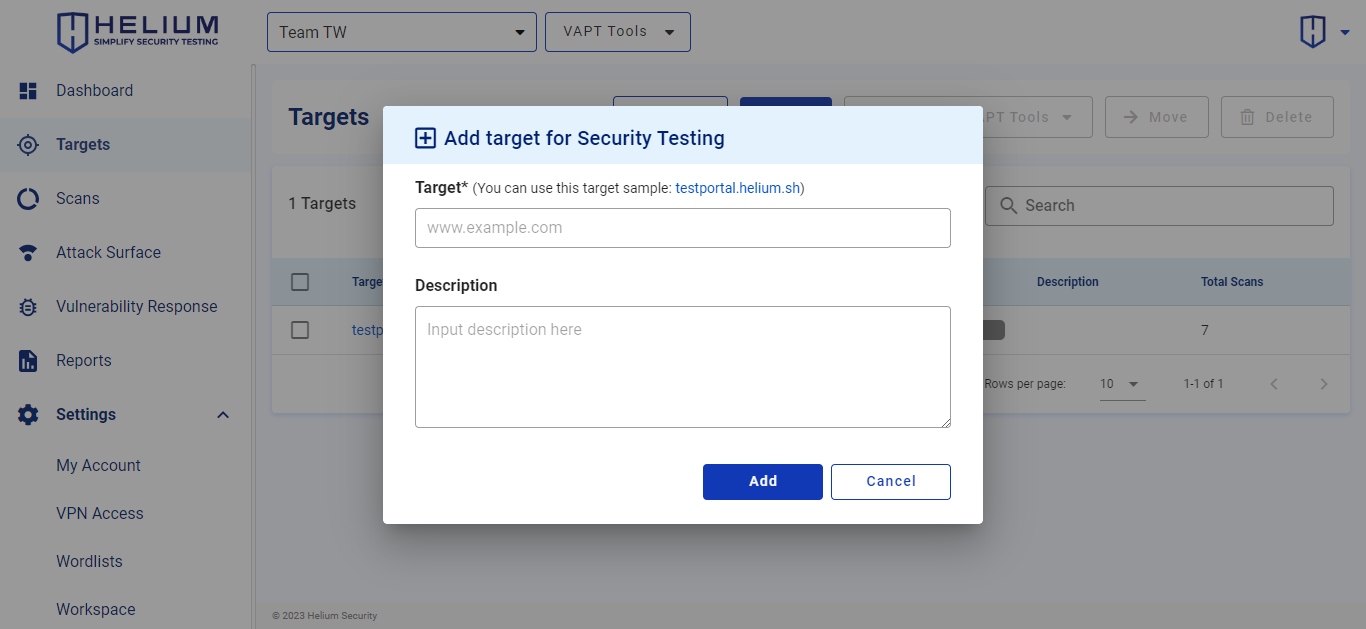 HELIUM
SIMPLIFY SECURITY TESTING
Team TW
VAPT Tools
Dashboard
Targets
Scans
Attack Surface
Vulnerability Response
Reports
Settings
My Account
VPN Access
Wordlists
Workspace
Targets
Tools
Move
Delete
1 Targets
Search
Description
Total Scans
7
Rows per page:
10
1-1 of 1
Add target for Security Testing
Target* (You can use this target sample: testportal.helium.sh)
www.example.com
Description
Input description here
Add
Cancel
© 2023 Helium Security